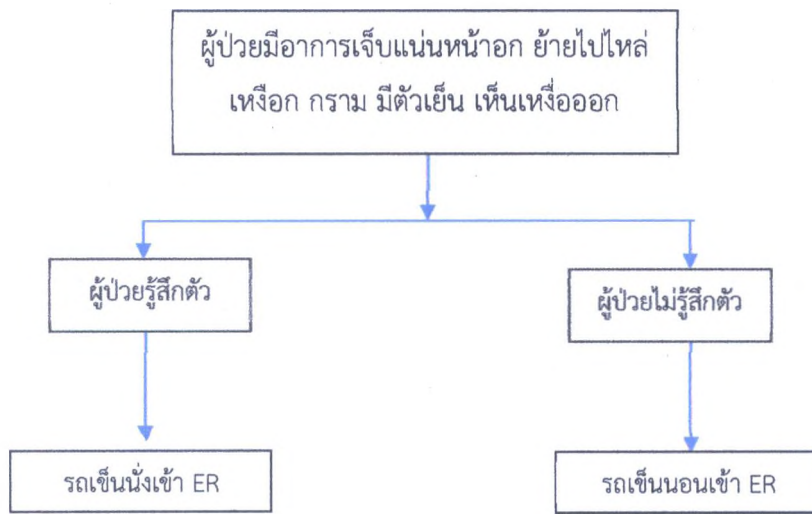 ผู้ป่วยมีอาการเจ็บแน่นหน้าอก ย้ายไปไหล่
เหงือก กราม มีตัวเย็น เห็นเหงื่อออก
ผู้ป่วยรู้สึกตัว
ผู้ป่วยไม่รู้สึกตัว
รถเข็นนั่งเข้า ER
รถเข็นนอนเข้า ER